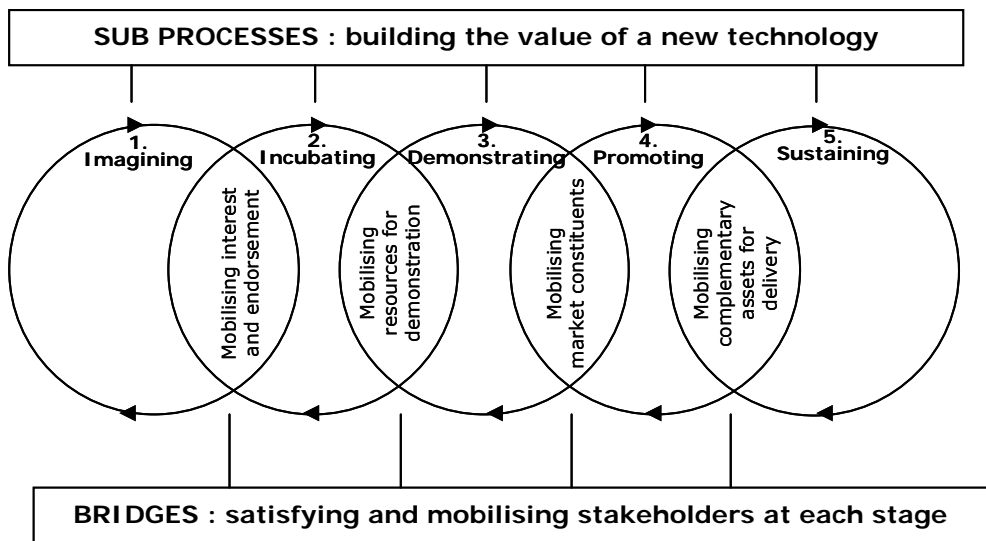 SUB PROCESSES : building the value of a new technology
1.
Imagining
2.
Incubating
3.
Demonstrating
4.
Promoting
5.
Sustaining
Mobilising interest
and endorsement
Mobilising
resources for
demonstration
Mobilising
market constituents
Mobilising
complementary
assets for
delivery
BRIDGES : satisfying and mobilising stakeholders at each stage